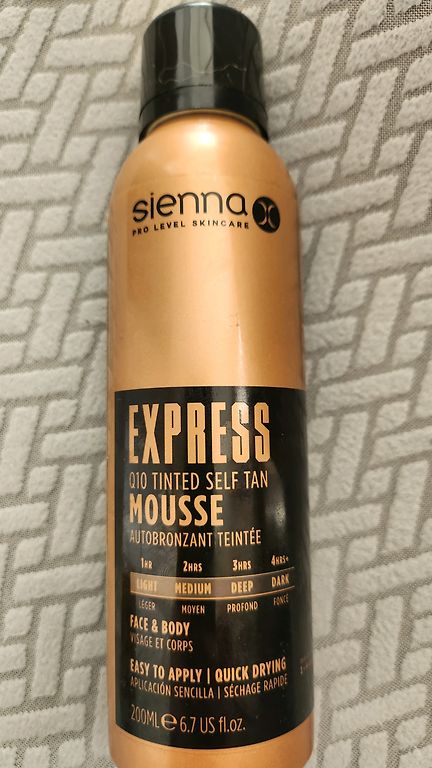 sienna X
PRO LEVEL SKINCARE
EXPRESS
Q10 TINTED SELF TAN
MOUSSE
AUTOBRONZANT TEINTÉE
1HR 2HRS 3HRS 4HRS+
LIGHT MEDIUM DEEP DARK
LÉGER MOYEN PROFOND FONCÉ
FACE & BODY
VISAGE ET CORPS
EASY TO APPLY | QUICK DRYING
APLICACIÓN SENCILLA | SÉCHAGE RAPIDE
200ML℮6.7 US fl.oz.